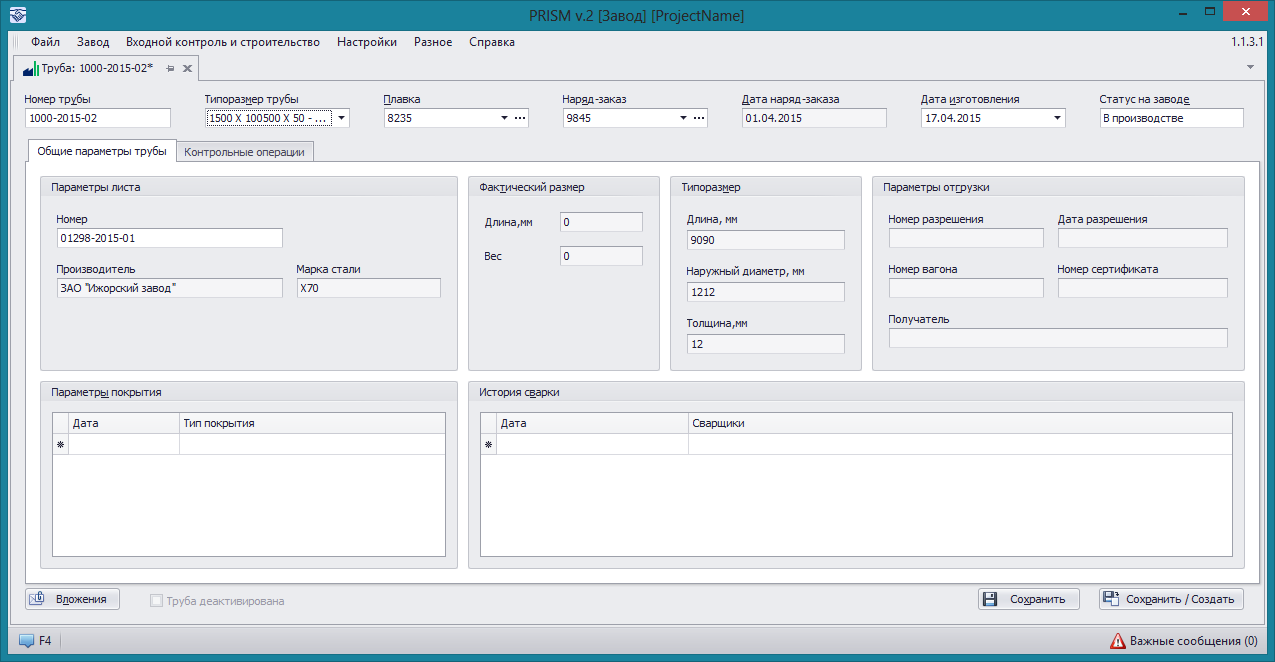 PRISM v.2 [Завод] [ProjectName]
Файл Завод Входной контроль и строительство Настройки Разное Справка 1.1.3.1
Труба: 1000-2015-02*
Номер трубы Типоразмер трубы Плавка Наряд-заказ Дата наряд-заказа Дата изготовления Статус на заводе
1000-2015-02 1500 X 100500 X 50 - ... 8235 9845 01.04.2015 17.04.2015 В производстве
Общие параметры трубы Контрольные операции
Параметры листа
Номер
01298-2015-01
Производитель Марка стали
ЗАО "Ижорский завод" X70
Фактический размер
Длина,мм 0
Вес 0
Типоразмер
Длина, мм
9090
Наружный диаметр, мм
1212
Толщина,мм
12
Параметры отгрузки
Номер разрешения Дата разрешения
Номер вагона Номер сертификата
Получатель
Параметры покрытия
Дата Тип покрытия
История сварки
Дата Сварщики
Вложения Труба деактивирована Сохранить Сохранить / Создать
F4 Важные сообщения (0)